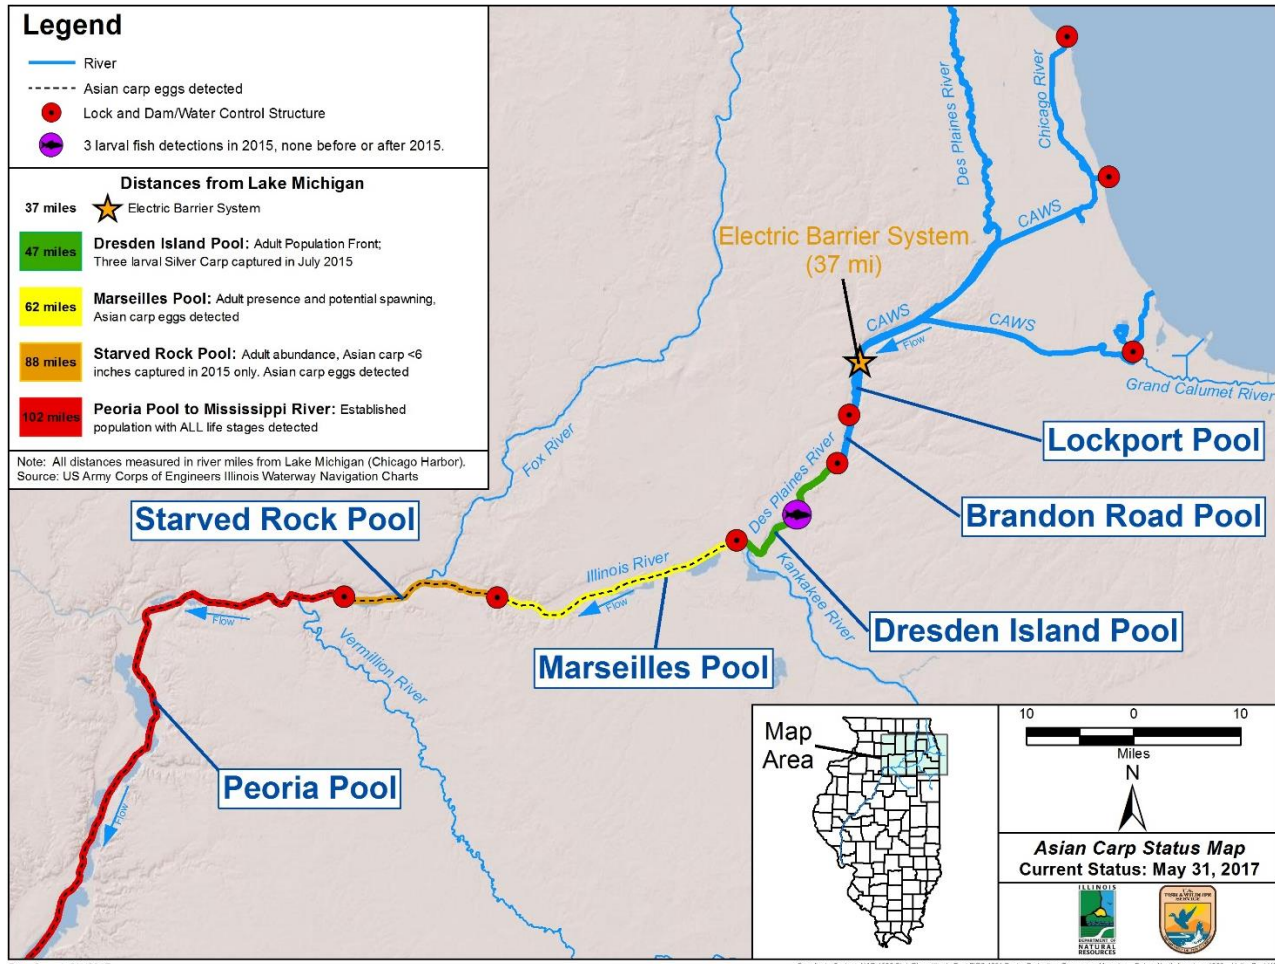 Legend
River
Asian carp eggs detected
Lock and Dam/Water Control Structure
3 larval fish detections in 2015, none before or after 2015.
Distances from Lake Michigan
37 miles
Electric Barrier System
47 miles
Dresden Island Pool: Adult Population Front;
Three larval Silver Carp captured in July 2015
62 miles
Marseilles Pool: Adult presence and potential spawning,
Asian carp eggs detected
88 miles
Starved Rock Pool: Adult abundance, Asian carp <6
inches captured in 2015 only. Asian carp eggs detected
102 miles
Peoria Pool to Mississippi River: Established
population with ALL life stages detected
Note: All distances measured in river miles from Lake Michigan (Chicago Harbor).
Source: US Army Corps of Engineers Illinois Waterway Navigation Charts
Des Plaines River
Chicago River
CAWS
Electric Barrier System
(37 mi)
CAWS
CAWS
Flow
Grand Calumet River
Lockport Pool
Fox River
Des Plaines River
Brandon Road Pool
Starved Rock Pool
Illinois River
Flow
Kankakee River
Dresden Island Pool
Flow
Vermillion River
Marseilles Pool
Peoria Pool
Flow
Map
Area
10 0 10
Miles
N
Asian Carp Status Map
Current Status: May 31, 2017
ILLINOIS
DEPARTMENT OF
NATURAL
RESOURCES
U.S.
FISH & WILDLIFE
SERVICE